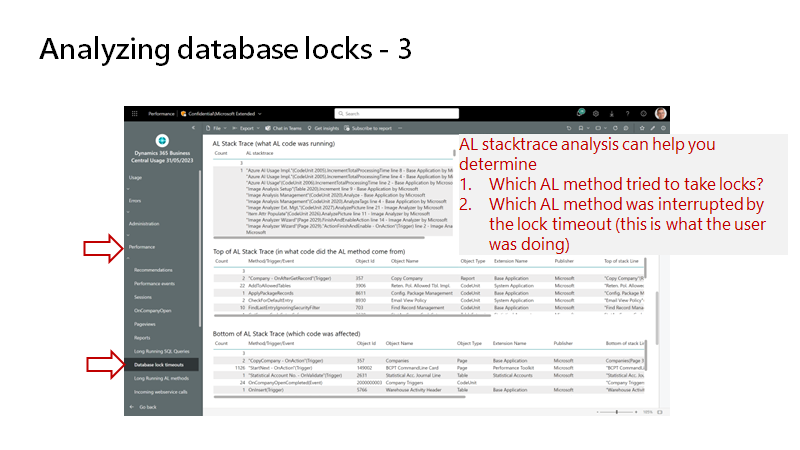 Analyzing database locks - 3
Performance Confidential\Microsoft Extended
Search
Dynamics 365 Business
Central Usage 31/05/2023
Usage
Errors
Administration
Performance
Recommendations
Performance events
Sessions
OnCompanyOpen
Pageviews
Reports
Long Running SQL Queries
Database lock timeouts
Long Running AL methods
Incoming webservice calls
Go back
File Export Chat in Teams Get insights Subscribe to report
AL Stack Trace (what AL code was running)
Count AL stacktrace
3
1 "Azure AI Usage Impl."(CodeUnit 2005).IncrementTotalProcessingTime line 8 - Base Application by M
"Azure AI Usage Impl."(CodeUnit 2005).IncrementTotalProcessingTime line 4 - Base Application by M
"Azure AI Usage"(CodeUnit 2006).IncrementTotalProcessingTime line 2 - Base Application by Microso
"Image Analysis Setup"(Table 2020).Increment line 9 - Base Application by Microsoft
"Image Analysis Management"(CodeUnit 2020).Analyze - Base Application by Microsoft
"Image Analysis Management"(CodeUnit 2020).AnalyzeTags line 4 - Base Application by Microsoft
"Image Analyzer Ext. Mgt."(CodeUnit 2027).AnalyzePicture line 21 - Base Application by Microsoft
"Item Attr Populate"(CodeUnit 2026).AnalyzePicture line 11 - Image Analyzer by Microsoft
"Image Analyzer Wizard"(Page 2029).FinishAndEnableAction line 14 - Image Analyzer by Microsoft
"Image Analyzer Wizard"(Page 2029)."ActionFinishAndEnable - OnAction"(Trigger) line 2 - Image An
Microsoft
AL stacktrace analysis can help you
determine
1. Which AL method tried to take locks?
2. Which AL method was interrupted by
the lock timeout (this is what the user
was doing)
Top of AL Stack Trace (in what code did the AL method come from)
Count Method/Trigger/Event Object Id Object Name Object Type Extension Name Publisher Top of stack Line
3
2 "Company - OnAfterGetRecord"(Trigger) 357 Copy Company Report Base Application Microsoft "Copy Company"(
22 AddToAllowedTables 3906 Reten. Pol. Allowed Tbl. Impl. CodeUnit System Application Microsoft "Reten. Pol. Allowe
1 ApplyPackageRecords 8611 Config. Package Management CodeUnit Base Application Microsoft "Config. Package M
2 CheckForDefaultEntry 8930 Email View Policy CodeUnit System Application Microsoft "Email View Policy"
10 FindLastEntryIgnoringSecurityFilter 703 Find Record Management CodeUnit Base Application Microsoft "Find Record Mana
Bottom of AL Stack Trace (which code was affected)
Count Method/Trigger/Event Object Id Object Name Object Type Extension Name Publisher Bottom of stack Li
3
2 "CopyCompany - OnAction"(Trigger) 357 Companies Page Base Application Microsoft Companies(Page 3
1126 "StartNext - OnAction"(Trigger) 149002 BCPT CommandLine Card Page Performance Toolkit Microsoft "BCPT CommandLi
1 "Statistical Account No. - OnValidate"(Trigger) 2631 Statistical Acc. Journal Line Table Statistical Accounts Microsoft "Statistical Acc. Jou
24 OnCompanyOpenCompleted(Event) 2000000003 Company Triggers CodeUnit "Company Triggers
1 OnInsert(Trigger) 5766 Warehouse Activity Header Table Base Application Microsoft "Warehouse Activit